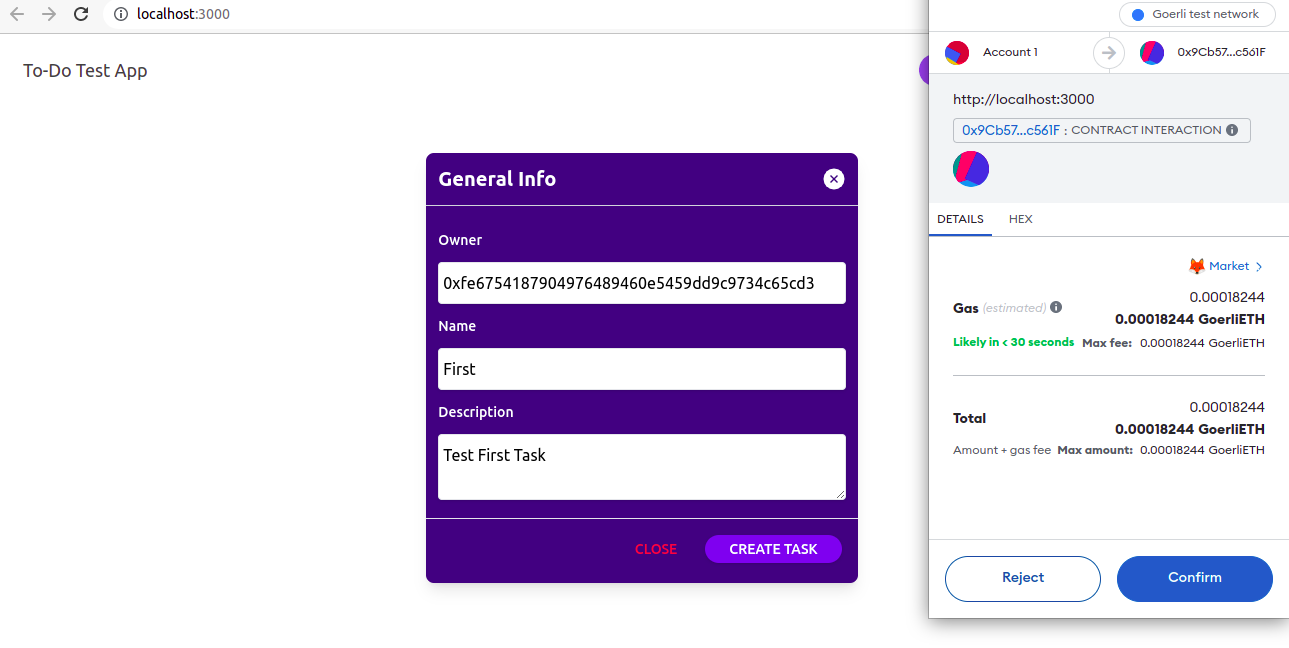 localhost:3000
To-Do Test App
General Info
Owner
0xfe6754187904976489460e5459dd9c9734c65cd3
Name
First
Description
Test First Task
CLOSE
CREATE TASK
Goerli test network
Account 1
0x9Cb57...c561F
http://localhost:3000
0x9Cb57...c561F : CONTRACT INTERACTION
DETAILS
HEX
Market
0.00018244
Gas (estimated)
0.00018244 GoerliETH
Likely in < 30 seconds Max fee: 0.00018244 GoerliETH
0.00018244
Total
0.00018244 GoerliETH
Amount + gas fee Max amount: 0.00018244 GoerliETH
Reject
Confirm